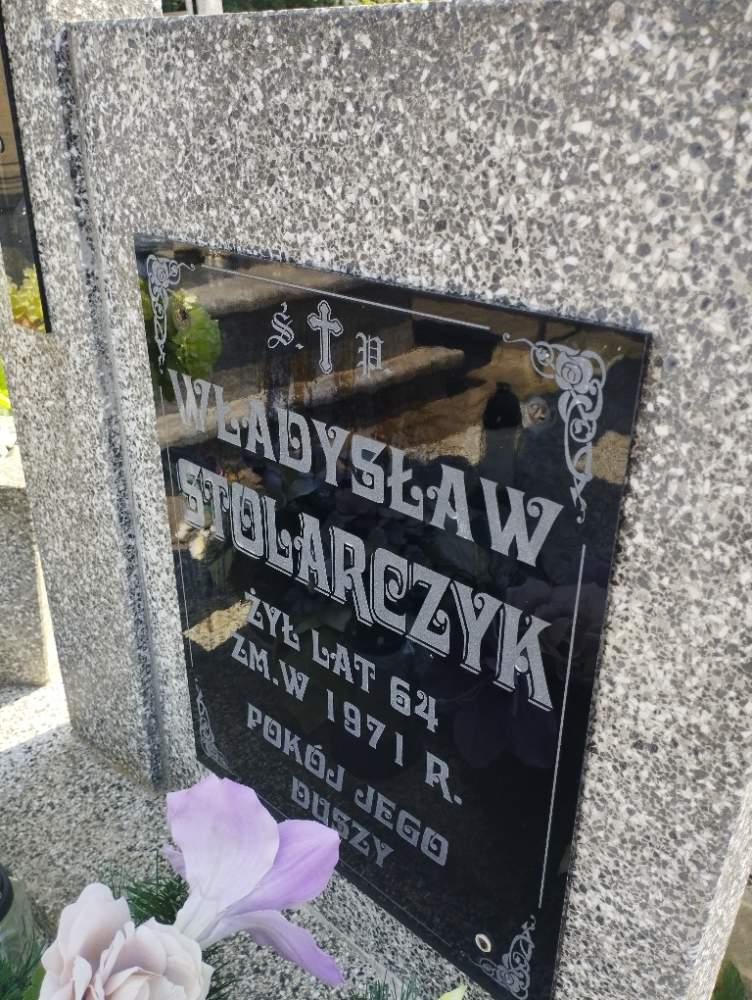 Ś. P.
WŁADYSŁAW
STOLARCZYK
ŻYŁ LAT 64
ZM.W 1971 R.
POKÓJ JEGO
DUSZY